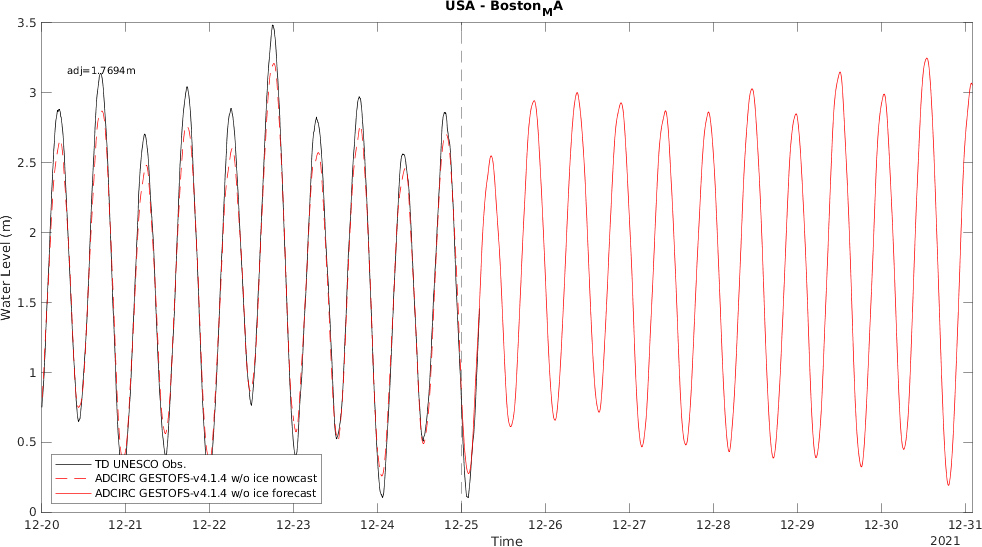 USA - Boston_MA
3.5
adj=1.7694m
3
2.5
2
Water Level (m)
1.5
1
0.5
TD UNESCO Obs.
ADCIRC GESTOFS-v4.1.4 w/o ice nowcast
ADCIRC GESTOFS-v4.1.4 w/o ice forecast
0
12-20 12-21 12-22 12-23 12-24 12-25 12-26 12-27 12-28 12-29 12-30 12-31
Time
2021